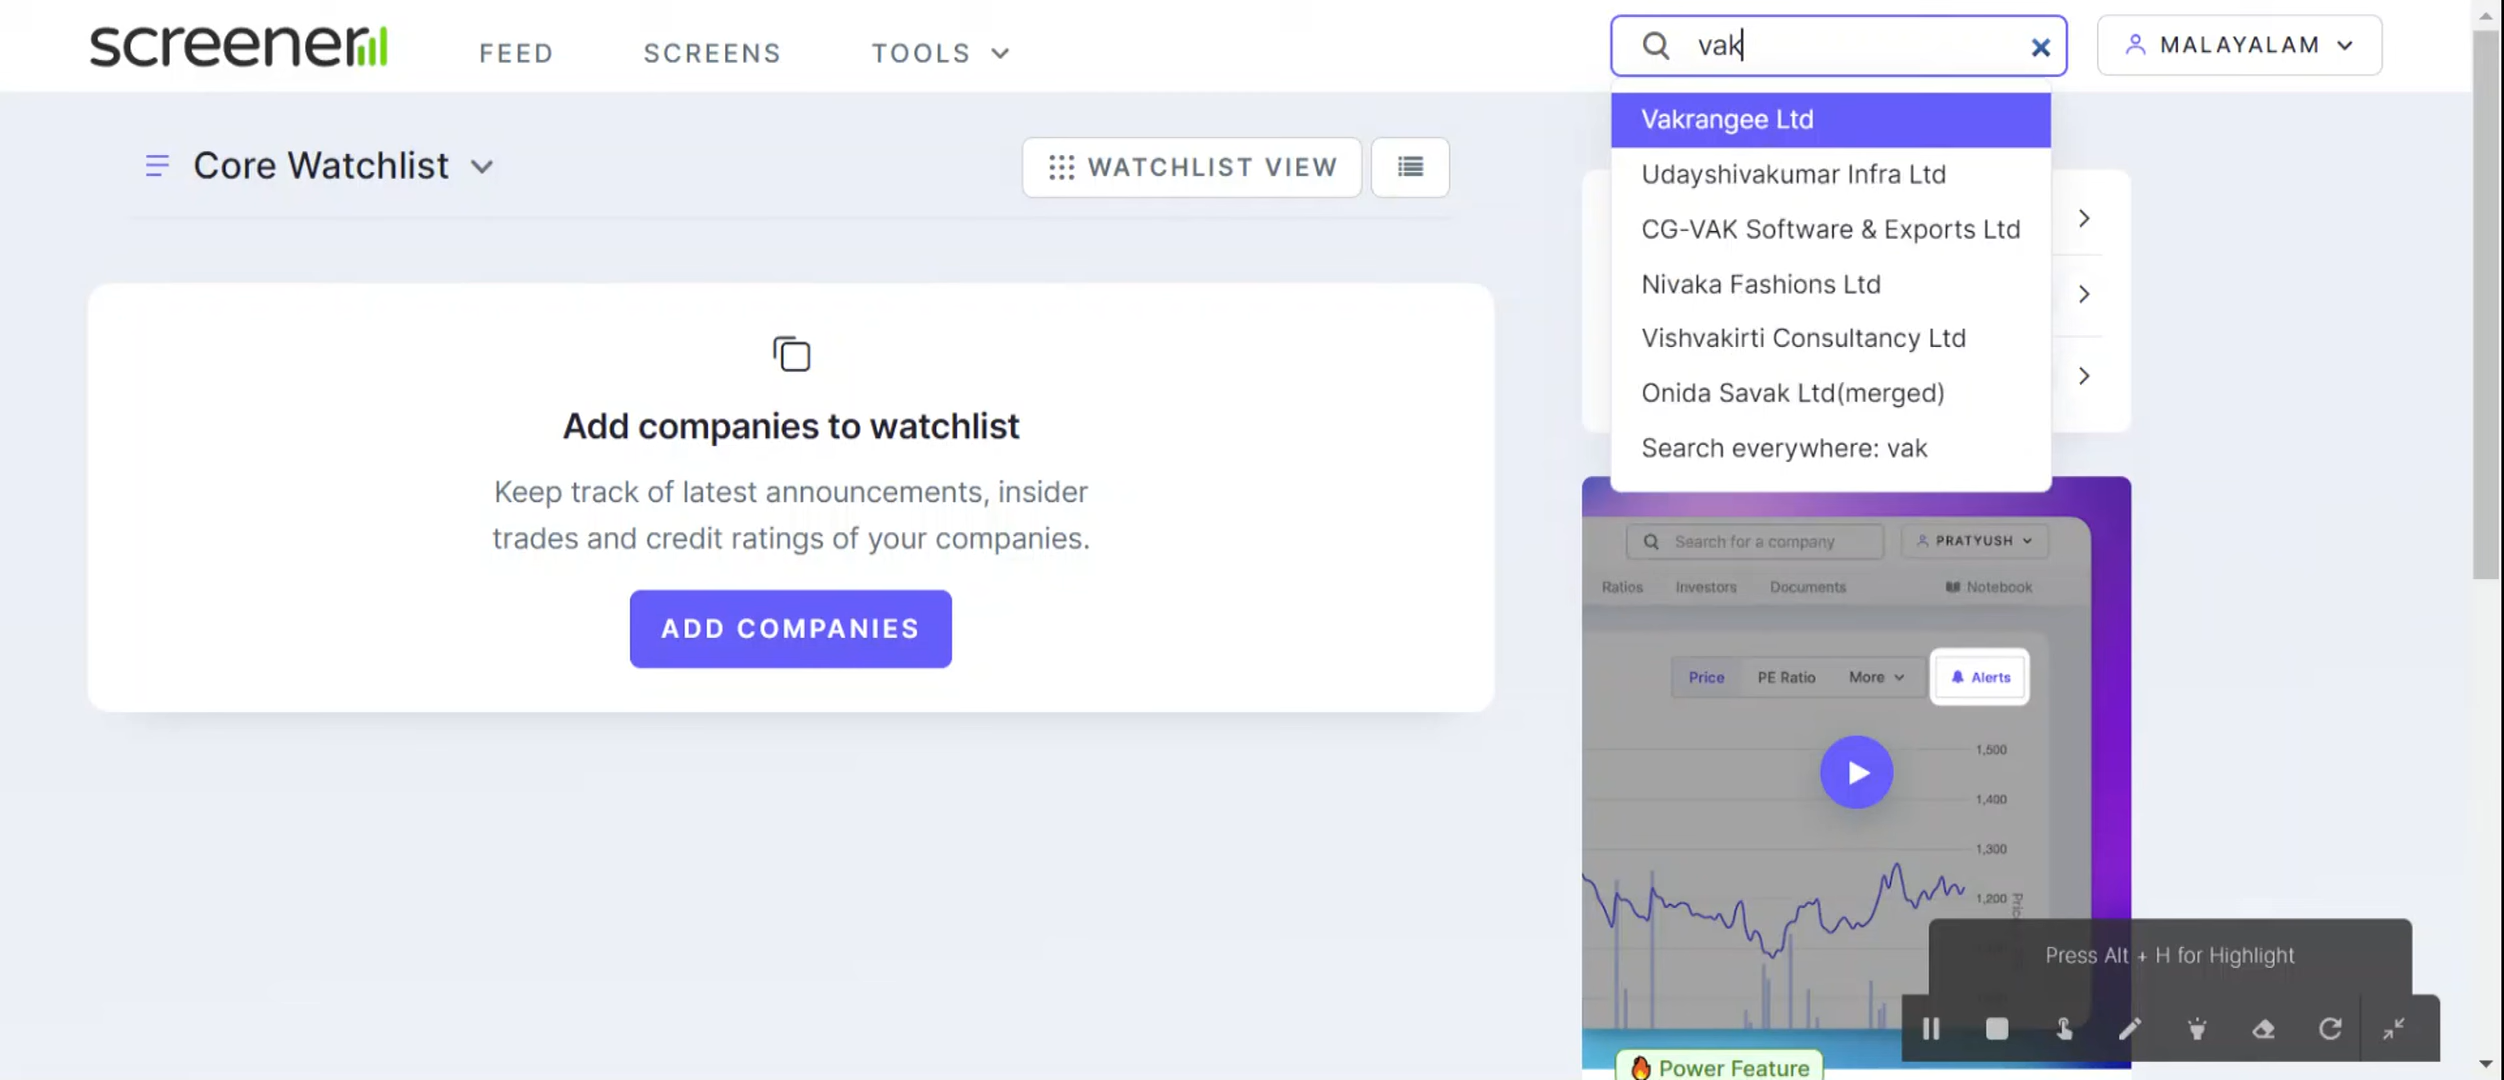 screener
FEED
SCREENS
TOOLS
vak
MALAYALAM
Vakrangee Ltd
Udayshivakumar Infra Ltd
CG-VAK Software & Exports Ltd
Nivaka Fashions Ltd
Vishvakirti Consultancy Ltd
Onida Savak Ltd(merged)
Search everywhere: vak
Core Watchlist
WATCHLIST VIEW
Add companies to watchlist
Keep track of latest announcements, insider
trades and credit ratings of your companies.
ADD COMPANIES
Search for a company
PRATYUSH
Ratios Investors Documents Notebook
Price PE Ratio More Alerts
1,500
1,400
1,300
1,200
Press Alt + H for Highlight
Power Feature